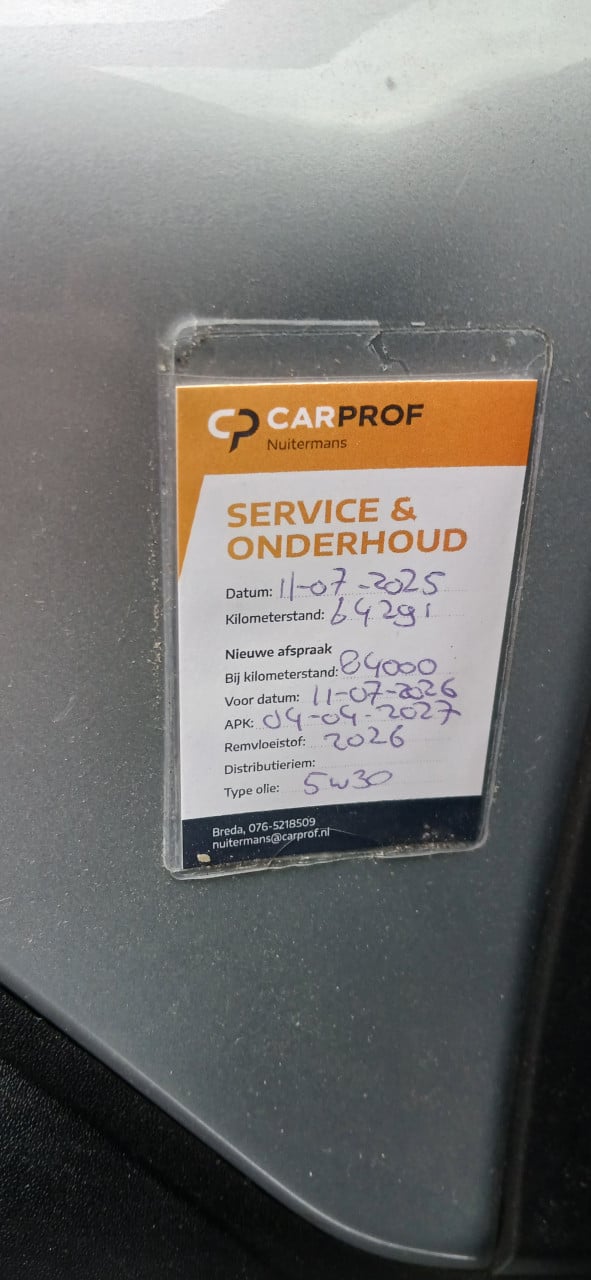 CP CARPROF
Nuitermans
SERVICE &
ONDERHOUD
Datum: 11-07-2025
Kilometerstand: 64291
Nieuwe afspraak
Bij kilometerstand: 84000
Voor datum: 11-07-2026
APK: 04-04-2027
Remvloeistof: 2026
Distributieriem:
Type olie: 5w30
Breda, 076-5218509
nuitermans@carprof.nl